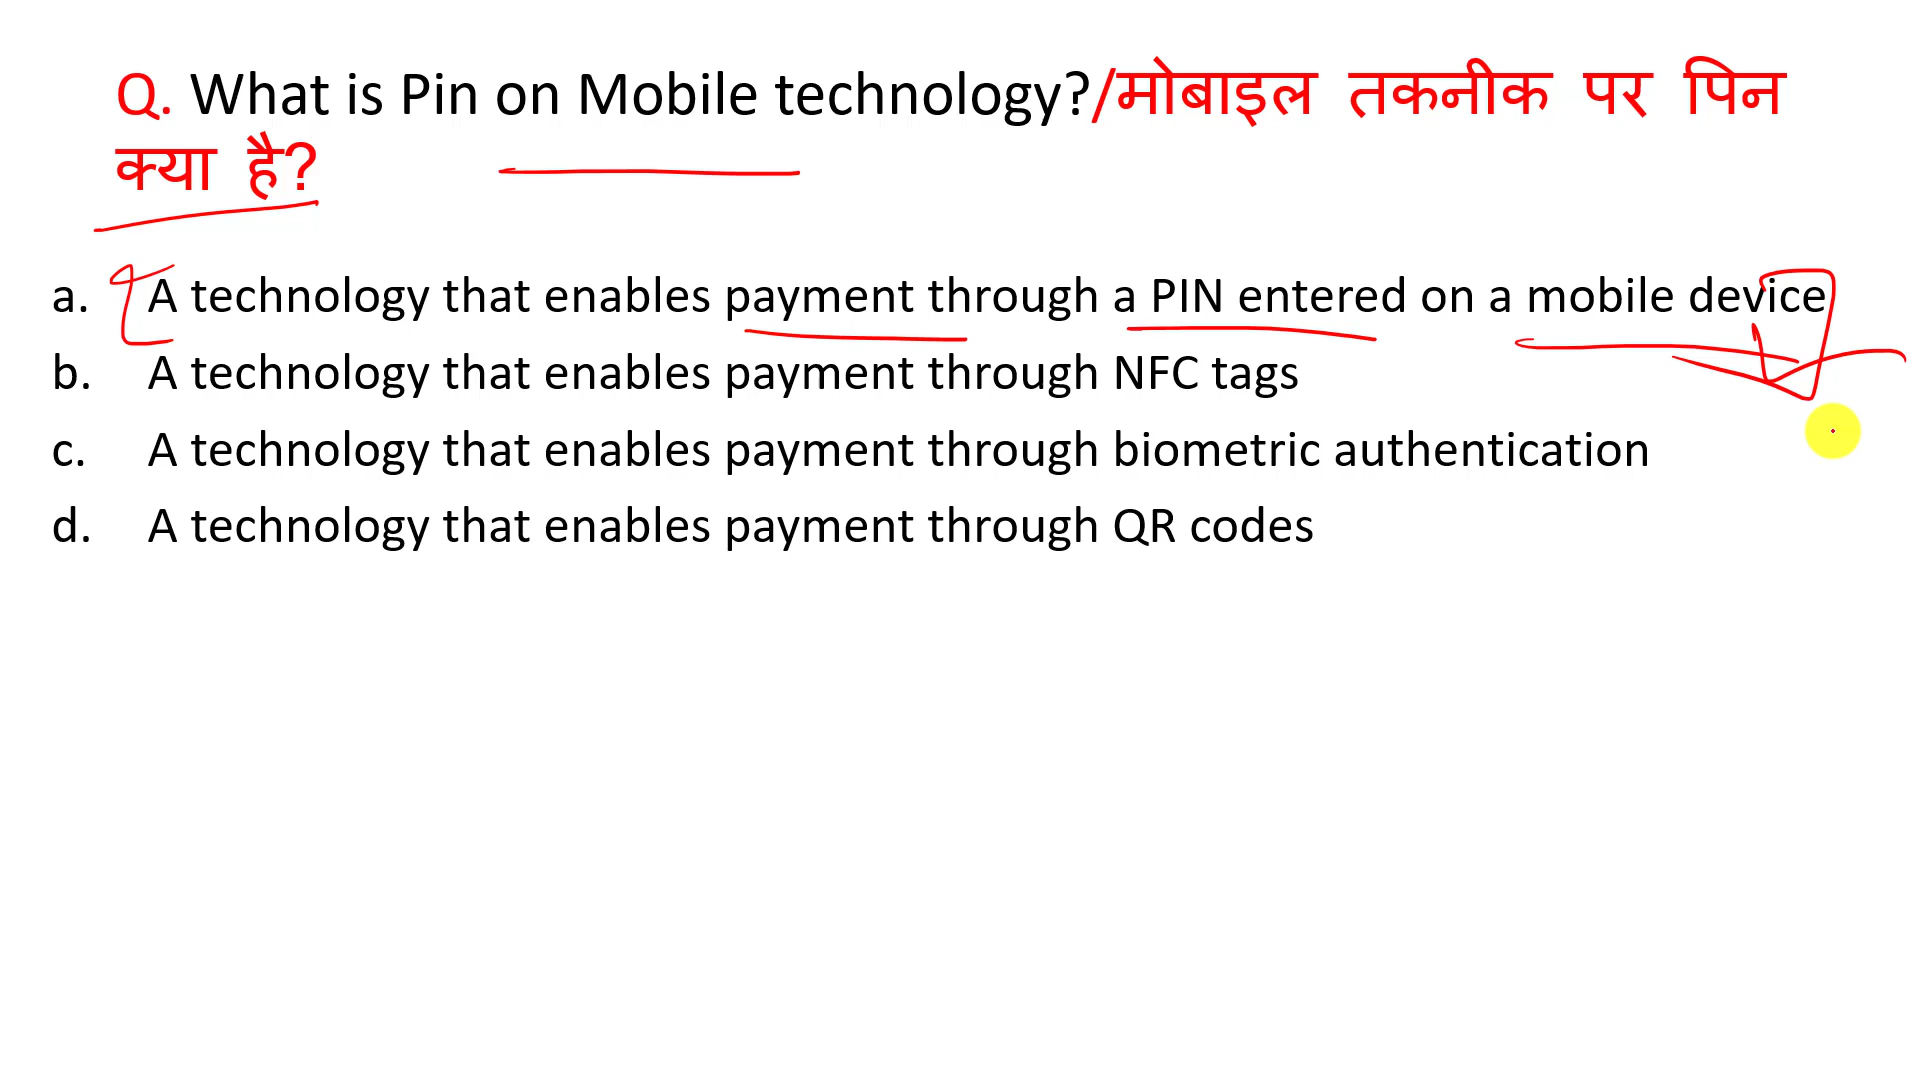 Q. What is Pin on Mobile technology?/मोबाइल तकनीक पर पिन
क्या है?
a. A technology that enables payment through a PIN entered on a mobile device
b. A technology that enables payment through NFC tags
c. A technology that enables payment through biometric authentication
d. A technology that enables payment through QR codes